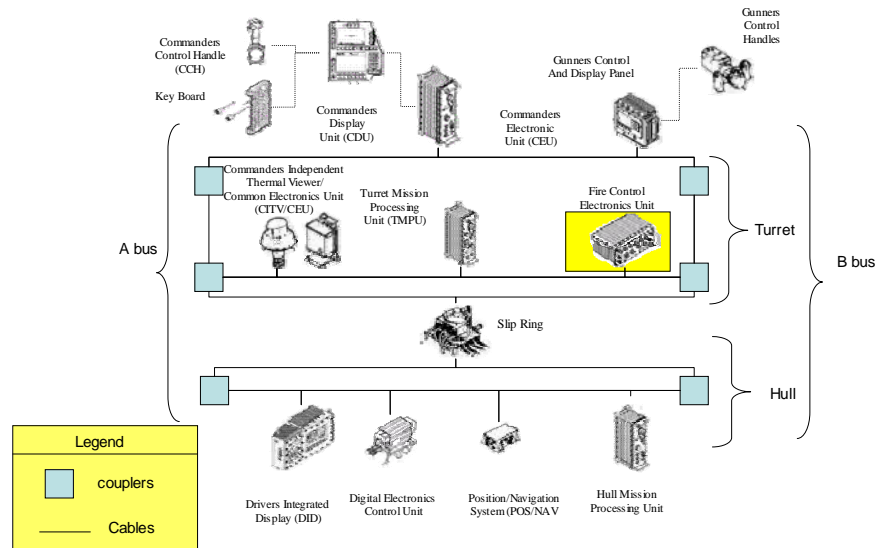 Commanders
Control Handle
(CCH)
Key Board
Commanders
Display
Unit (CDU)
Commanders
Electronic
Unit (CEU)
Gunners Control
And Display Panel
Gunners
Control
Handles
Commanders Independent
Thermal Viewer/
Common Electronics Unit
(CITV/CEU)
Turret Mission
Processing
Unit (TMPU)
Fire Control
Electronics Unit
A bus
Turret
B bus
Slip Ring
Hull
Drivers Integrated
Display (DID)
Digital Electronics
Control Unit
Position/Navigation
System (POS/NAV
Hull Mission
Processing Unit
Legend
couplers
Cables